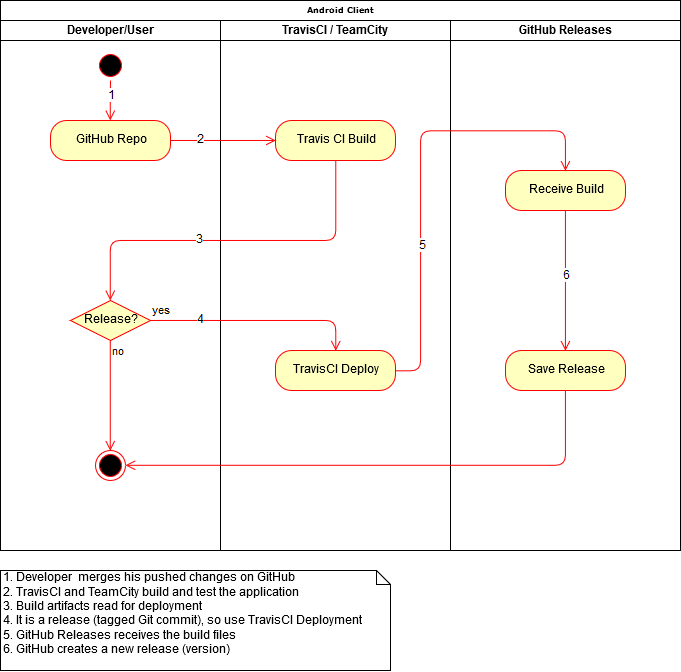 Android Client
Developer/User
TravisCI / TeamCity
GitHub Releases
1
GitHub Repo
2
Travis CI Build
Receive Build
3
5
6
Release?
yes
4
no
TravisCI Deploy
Save Release
1. Developer  merges his pushed changes on GitHub
2. TravisCI and TeamCity build and test the application
3. Build artifacts read for deployment
4. It is a release (tagged Git commit), so use TravisCI Deployment
5. GitHub Releases receives the build files
6. GitHub creates a new release (version)